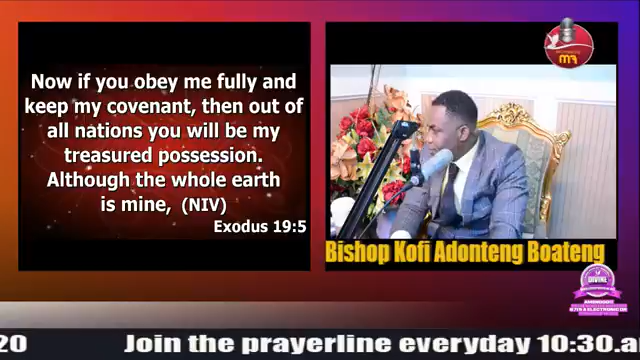 Now if you obey me fully and
keep my covenant, then out of
all nations you will be my
treasured possession.
Although the whole earth
is mine, (NIV)
Exodus 19:5
Bishop Kofi Adonteng Boateng
DIVINE
20 Join the prayerline everyday 10:30.a